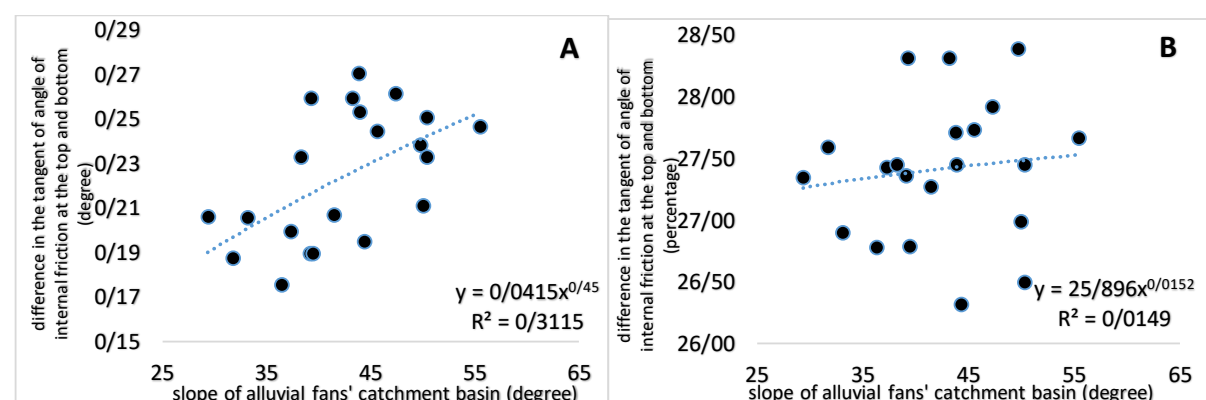 A
difference in the tangent of angle of
internal friction at the top and bottom
(degree)
0/29
0/27
0/25
0/23
0/21
0/19
0/17
0/15
y = 0/0415x^0/45
R² = 0/3115
25 35 45 55 65
slope of alluvial fans' catchment basin (degree)
B
difference in the tangent of angle of
internal friction at the top and bottom
(percentage)
28/50
28/00
27/50
27/00
26/50
26/00
y = 25/896x^0/0152
R² = 0/0149
25 35 45 55 65
slope of alluvial fans' catchment basin (degree)